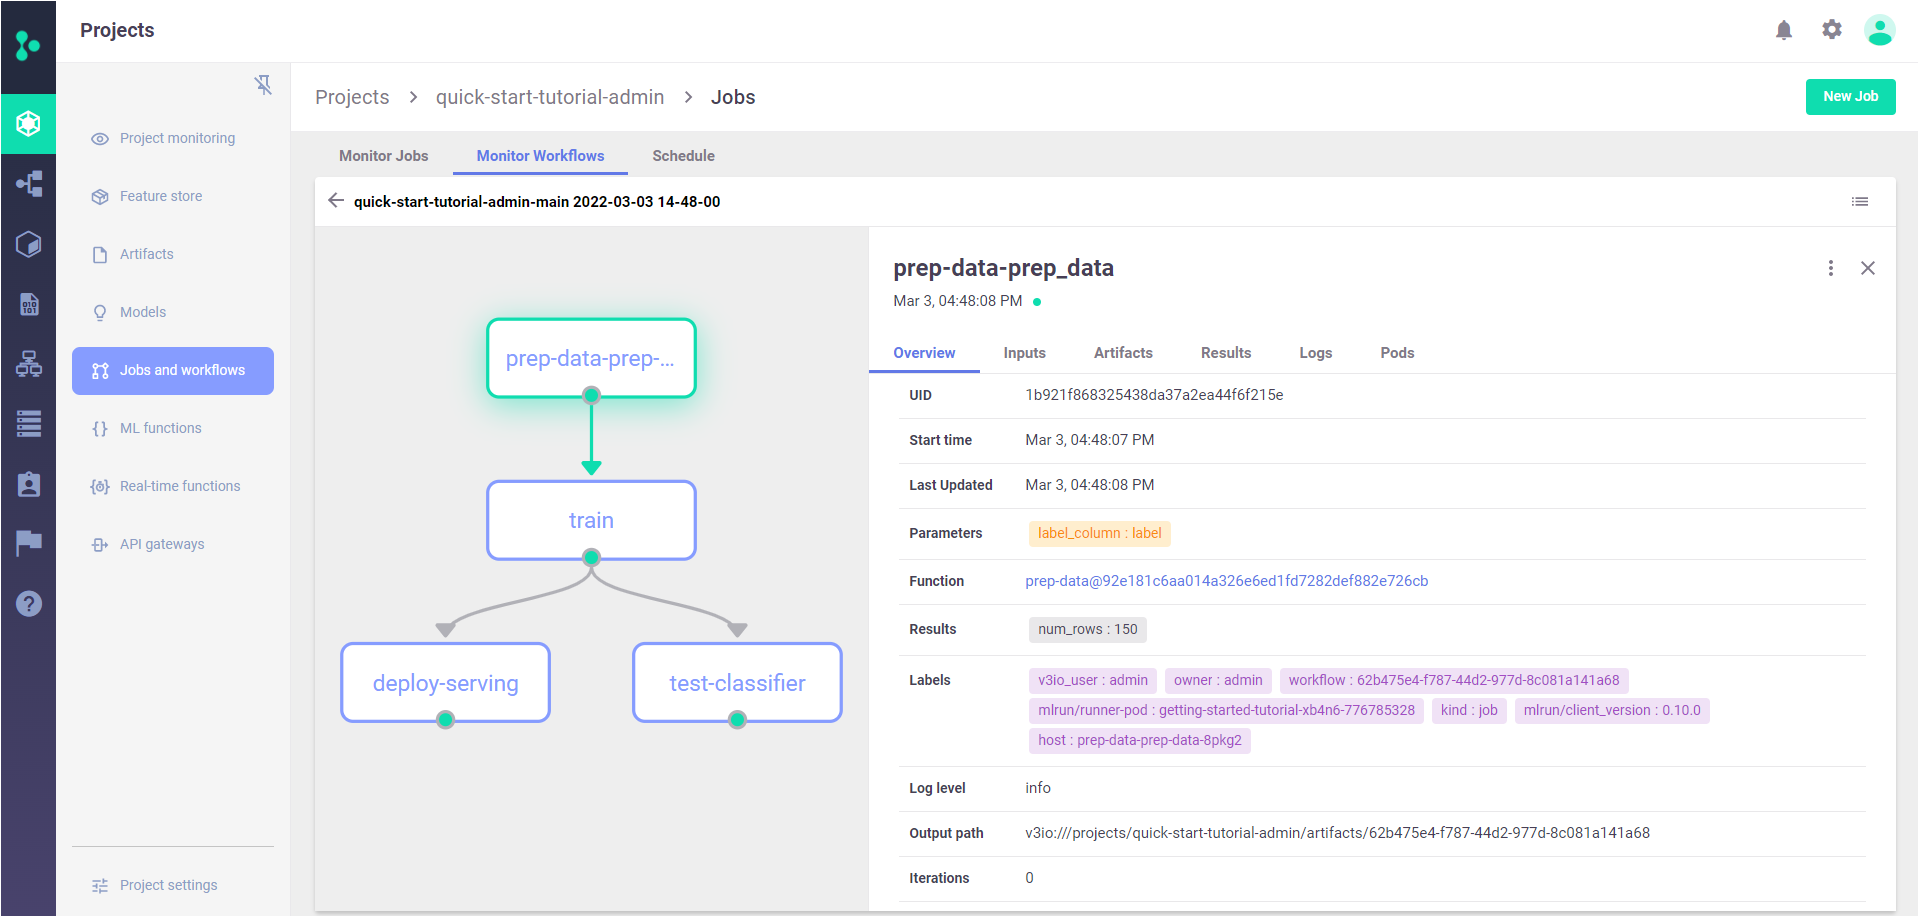 Projects
Projects > quick-start-tutorial-admin > Jobs
New Job
Project monitoring
Feature store
Artifacts
Models
Jobs and workflows
ML functions
Real-time functions
API gateways
Project settings
Monitor Jobs Monitor Workflows Schedule
quick-start-tutorial-admin-main 2022-03-03 14-48-00
prep-data-prep-...
train
deploy-serving test-classifier
prep-data-prep_data
Mar 3, 04:48:08 PM
Overview Inputs Artifacts Results Logs Pods
UID 1b921f868325438da37a2ea44f6f215e
Start time Mar 3, 04:48:07 PM
Last Updated Mar 3, 04:48:08 PM
Parameters label_column : label
Function prep-data@92e181c6aa014a326e6ed1fd7282def882e726cb
Results num_rows : 150
Labels v3io_user : admin owner : admin workflow : 62b475e4-f787-44d2-977d-8c081a141a68
mlrun/runner-pod : getting-started-tutorial-xb4n6-776785328 kind : job mlrun/client_version : 0.10.0
host : prep-data-prep-data-8pkg2
Log level info
Output path v3io:///projects/quick-start-tutorial-admin/artifacts/62b475e4-f787-44d2-977d-8c081a141a68
Iterations 0